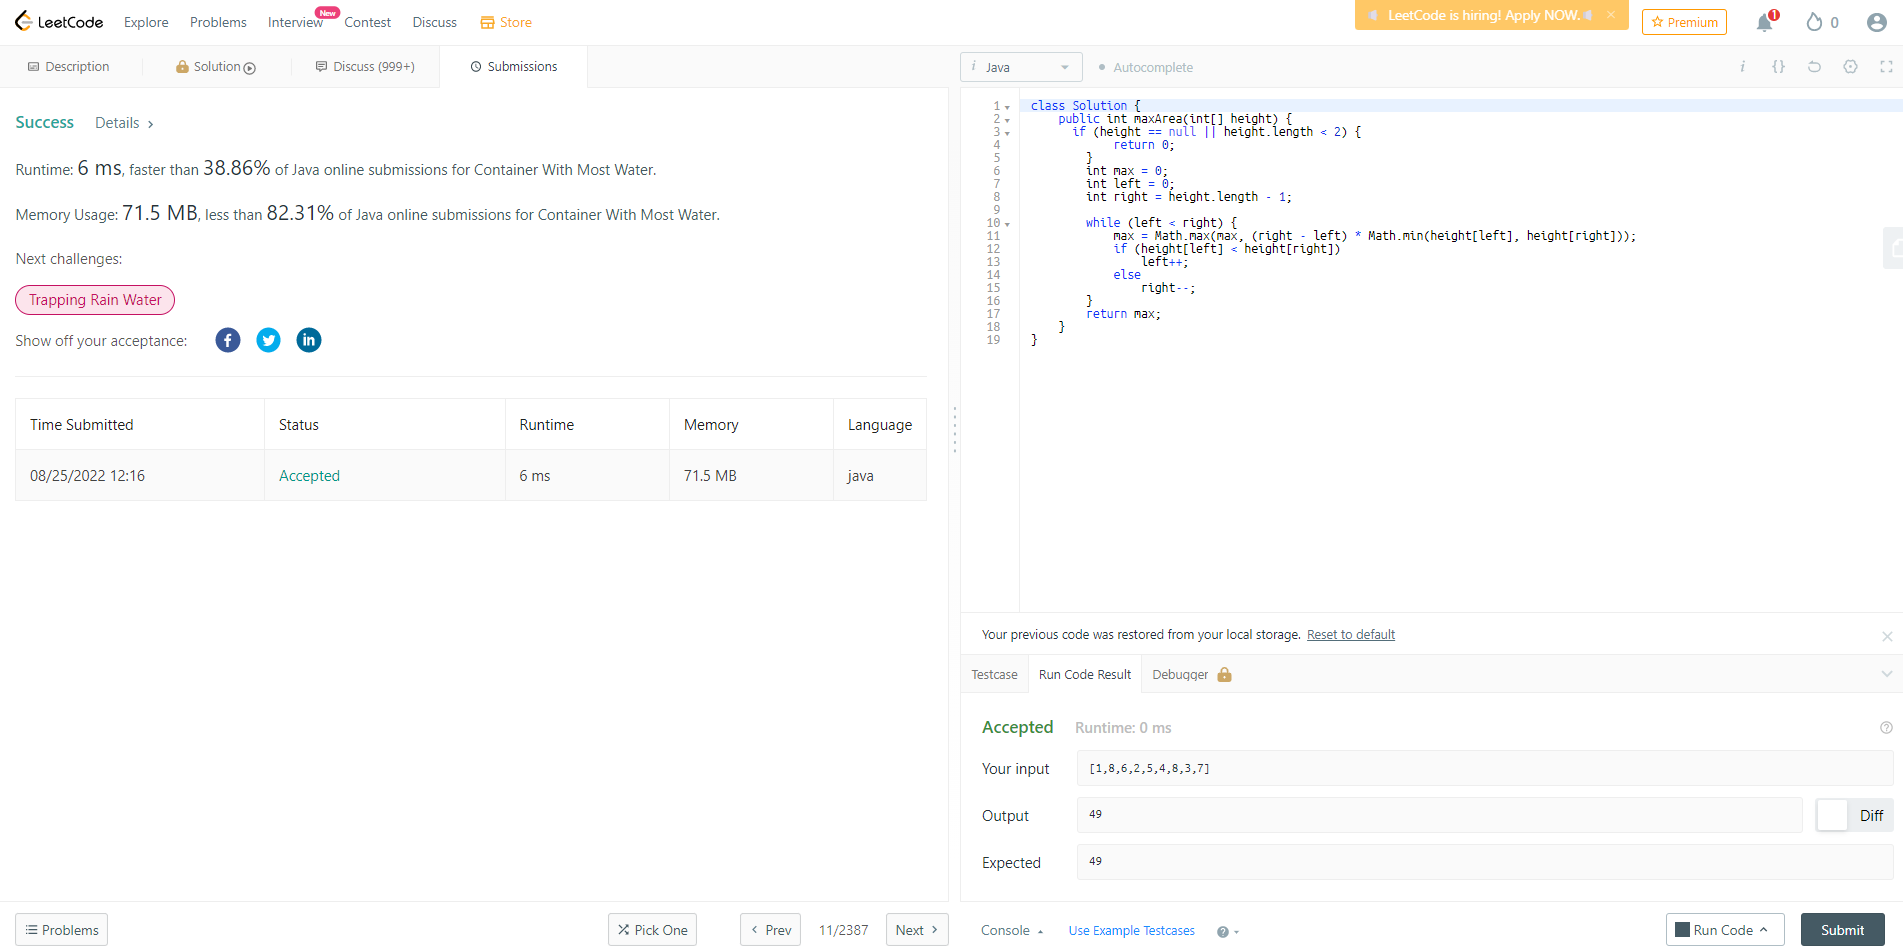 LeetCode Explore Problems Interview New Contest Discuss Store LeetCode is hiring! Apply NOW. Premium 1 0
Description Solution Discuss (999+) Submissions
i Java Autocomplete
Success Details
Runtime: 6 ms, faster than 38.86% of Java online submissions for Container With Most Water.
Memory Usage: 71.5 MB, less than 82.31% of Java online submissions for Container With Most Water.
Next challenges:
Trapping Rain Water
Show off your acceptance:
Time Submitted Status Runtime Memory Language
08/25/2022 12:16 Accepted 6 ms 71.5 MB java
1 class Solution {
2 public int maxArea(int[] height) {
3 if (height == null || height.length < 2) {
4 return 0;
5 }
6 int max = 0;
7 int left = 0;
8 int right = height.length - 1;
9
10 while (left < right) {
11 max = Math.max(max, (right - left) * Math.min(height[left], height[right]));
12 if (height[left] < height[right])
13 left++;
14 else
15 right--;
16 }
17 return max;
18 }
19 }
Your previous code was restored from your local storage. Reset to default
Testcase Run Code Result Debugger
Accepted Runtime: 0 ms
Your input [1,8,6,2,5,4,8,3,7]
Output 49 Diff
Expected 49
Problems Pick One Prev 11/2387 Next Console Use Example Testcases Run Code Submit